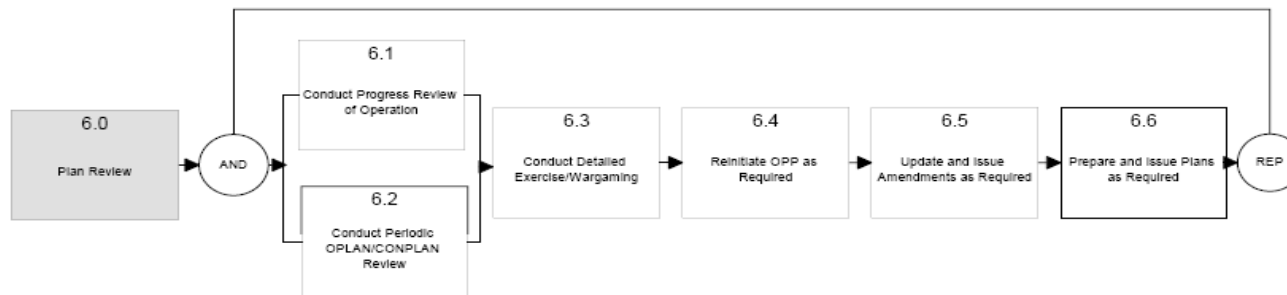 6.0
Plan Review
AND
6.1
Conduct Progress Review
of Operation
6.2
Conduct Periodic
OPLAN/CONPLAN
Review
6.3
Conduct Detailed
Exercise/Wargaming
6.4
Reinitiate OPP as
Required
6.5
Update and Issue
Amendments as Required
6.6
Prepare and Issue Plans
as Required
REP